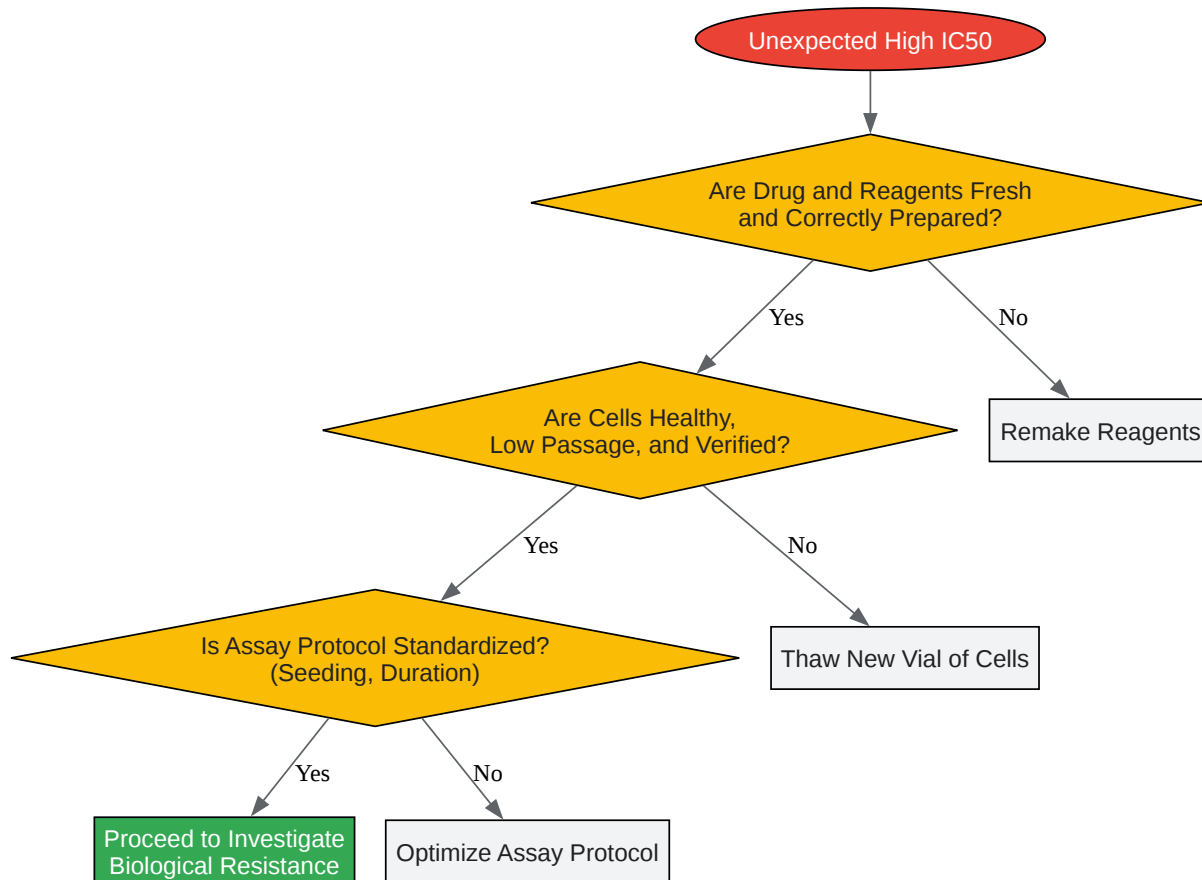 Unexpected High IC50
Are Drug and Reagents Fresh
and Correctly Prepared?
Yes
No
Are Cells Healthy,
Low Passage, and Verified?
Remake Reagents
Yes
No
Is Assay Protocol Standardized?
(Seeding, Duration)
Thaw New Vial of Cells
Yes
No
Proceed to Investigate
Biological Resistance
Optimize Assay Protocol